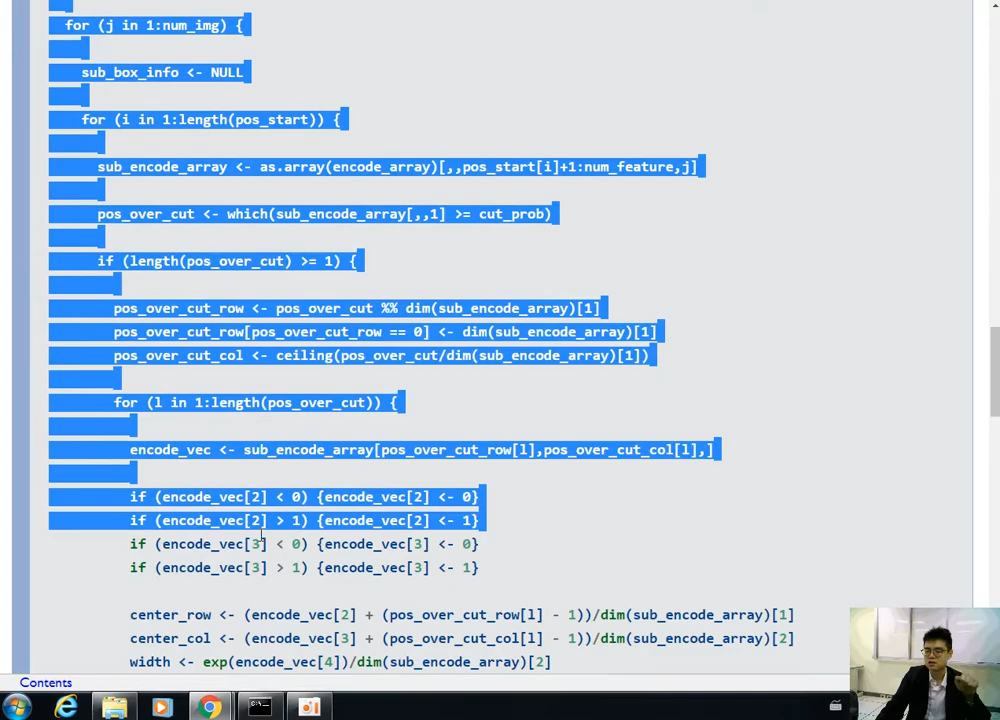 for (j in 1:num_img) {
sub_box_info <- NULL
for (i in 1:length(pos_start)) {
sub_encode_array <- as.array(encode_array)[,,pos_start[i]+1:num_feature,j]
pos_over_cut <- which(sub_encode_array[,,1] >= cut_prob)
if (length(pos_over_cut) >= 1) {
pos_over_cut_row <- pos_over_cut %% dim(sub_encode_array)[1]
pos_over_cut_row[pos_over_cut_row == 0] <- dim(sub_encode_array)[1]
pos_over_cut_col <- ceiling(pos_over_cut/dim(sub_encode_array)[1])
for (l in 1:length(pos_over_cut)) {
encode_vec <- sub_encode_array[pos_over_cut_row[l],pos_over_cut_col[l],]
if (encode_vec[2] < 0) {encode_vec[2] <- 0}
if (encode_vec[2] > 1) {encode_vec[2] <- 1}
if (encode_vec[3] < 0) {encode_vec[3] <- 0}
if (encode_vec[3] > 1) {encode_vec[3] <- 1}
center_row <- (encode_vec[2] + (pos_over_cut_row[l] - 1))/dim(sub_encode_array)[1]
center_col <- (encode_vec[3] + (pos_over_cut_col[l] - 1))/dim(sub_encode_array)[2]
width <- exp(encode_vec[4])/dim(sub_encode_array)[2]
Contents